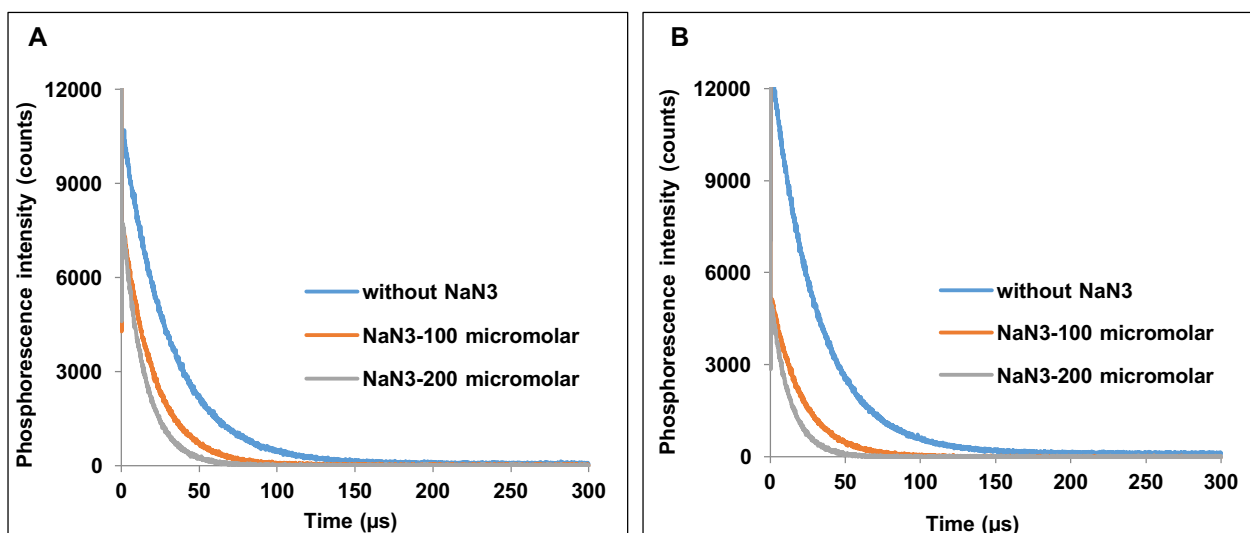 A
Phosphorescence intensity (counts)
12000
9000
6000
3000
0
without NaN3
NaN3-100 micromolar
NaN3-200 micromolar
0 50 100 150 200 250 300
Time (μs)
B
Phosphorescence intensity (counts)
12000
9000
6000
3000
0
without NaN3
NaN3-100 micromolar
NaN3-200 micromolar
0 50 100 150 200 250 300
Time (μs)